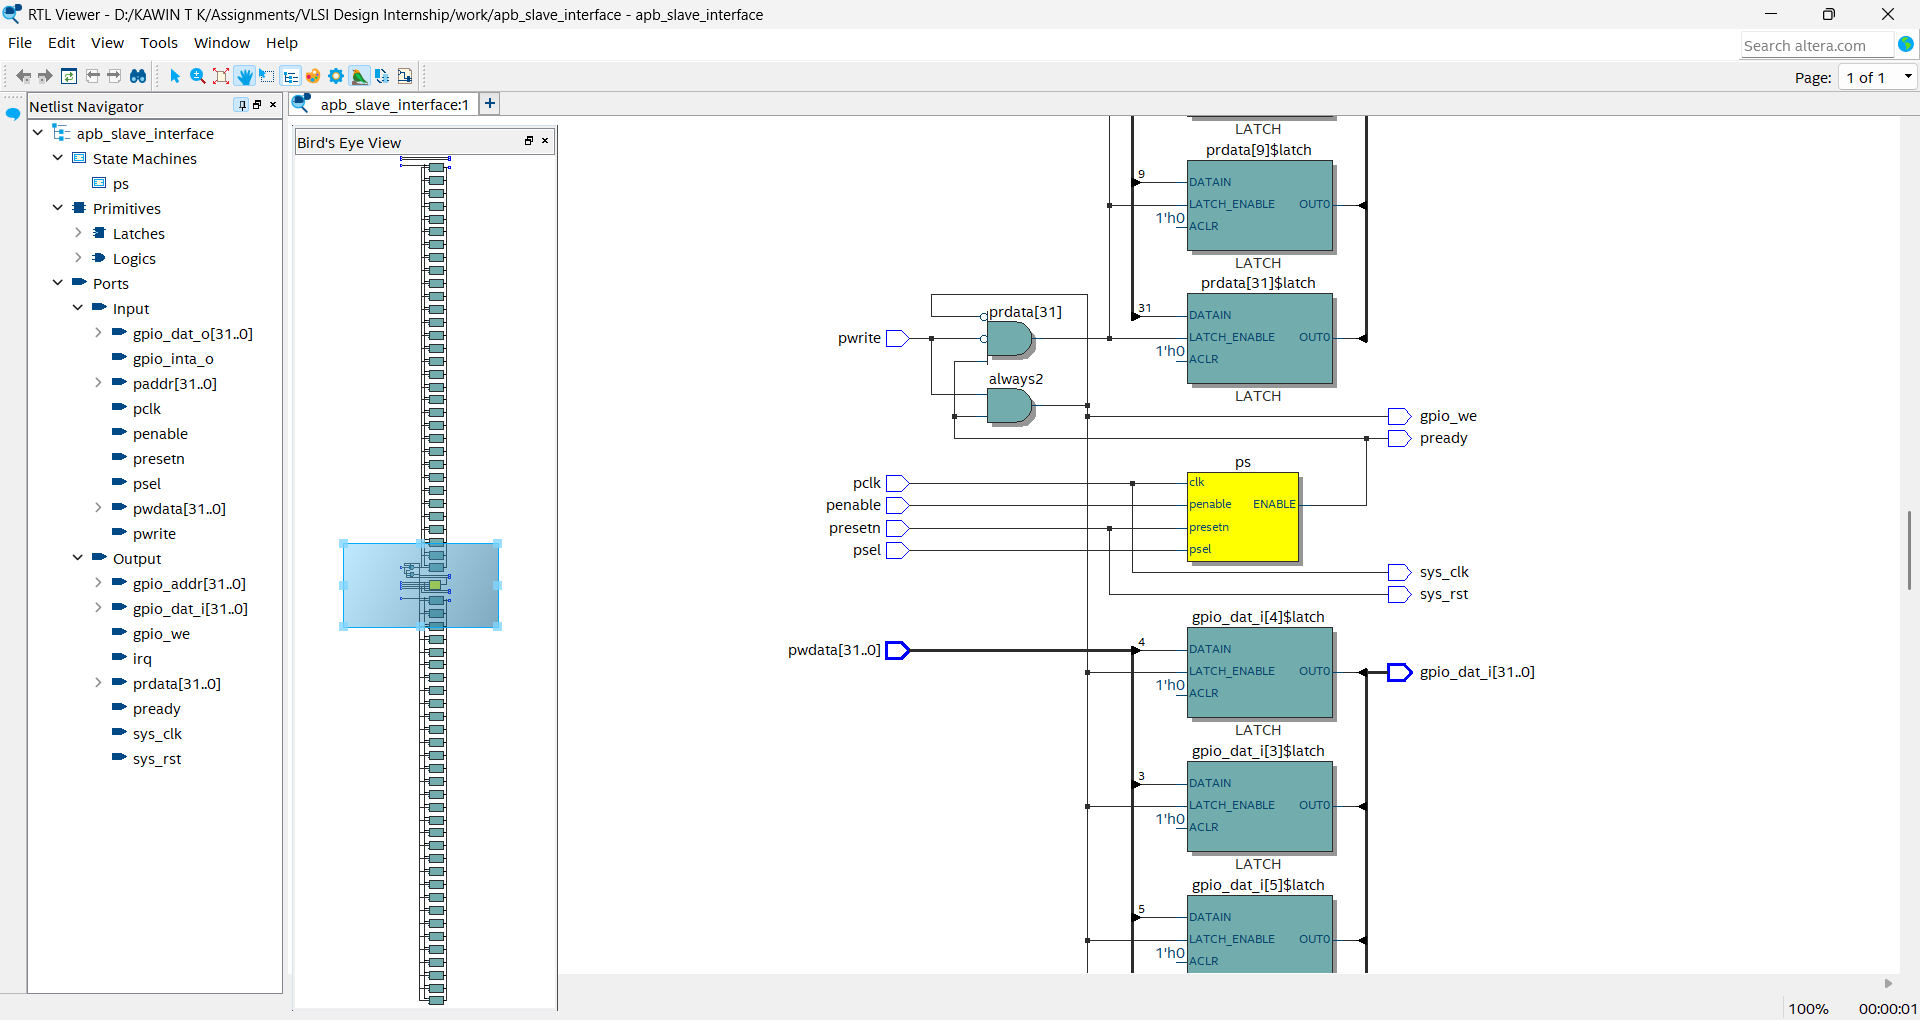 RTL Viewer - D:/KAWIN T K/Assignments/VLSI Design Internship/work/apb_slave_interface - apb_slave_interface
File Edit View Tools Window Help
Search altera.com
Page: 1 of 1
Netlist Navigator
apb_slave_interface
State Machines
ps
Primitives
Latches
Logics
Ports
Input
gpio_dat_o[31..0]
gpio_inta_o
paddr[31..0]
pclk
penable
presetn
psel
pwdata[31..0]
pwrite
Output
gpio_addr[31..0]
gpio_dat_i[31..0]
gpio_we
irq
prdata[31..0]
pready
sys_clk
sys_rst
apb_slave_interface:1
Bird's Eye View
LATCH
prdata[9]$latch
9
DATAIN
LATCH_ENABLE OUT0
1'h0
ACLR
LATCH
prdata[31]$latch
31
DATAIN
LATCH_ENABLE OUT0
1'h0
ACLR
LATCH
prdata[31]
pwrite
always2
gpio_we
pready
ps
pclk
penable
presetn
psel
clk
penable ENABLE
presetn
psel
sys_clk
sys_rst
gpio_dat_i[4]$latch
pwdata[31..0]
4
DATAIN
LATCH_ENABLE OUT0
1'h0
ACLR
gpio_dat_i[31..0]
LATCH
gpio_dat_i[3]$latch
3
DATAIN
LATCH_ENABLE OUT0
1'h0
ACLR
LATCH
gpio_dat_i[5]$latch
5
DATAIN
LATCH_ENABLE OUT0
1'h0
ACLR
100% 00:00:01